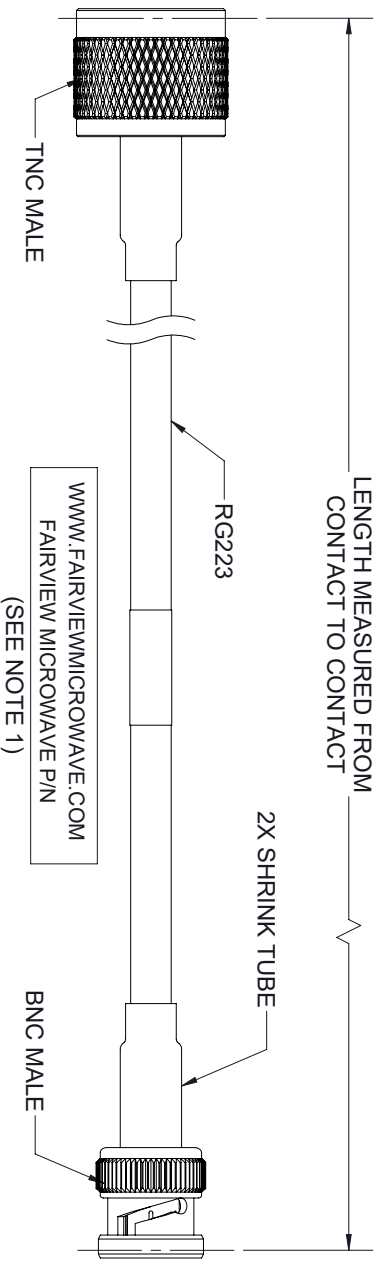 LENGTH MEASURED FROM
CONTACT TO CONTACT
TNC MALE
RG223
2X SHRINK TUBE
BNC MALE
WWW.FAIRVIEWMICROWAVE.COM
FAIRVIEW MICROWAVE P/N
(SEE NOTE 1)